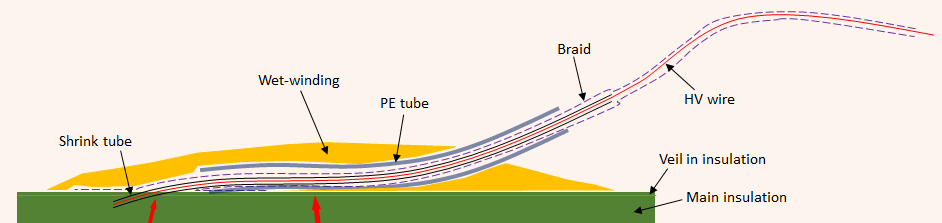 Braid
Wet-winding
HV wire
PE tube
Shrink tube
Veil in insulation
Main insulation